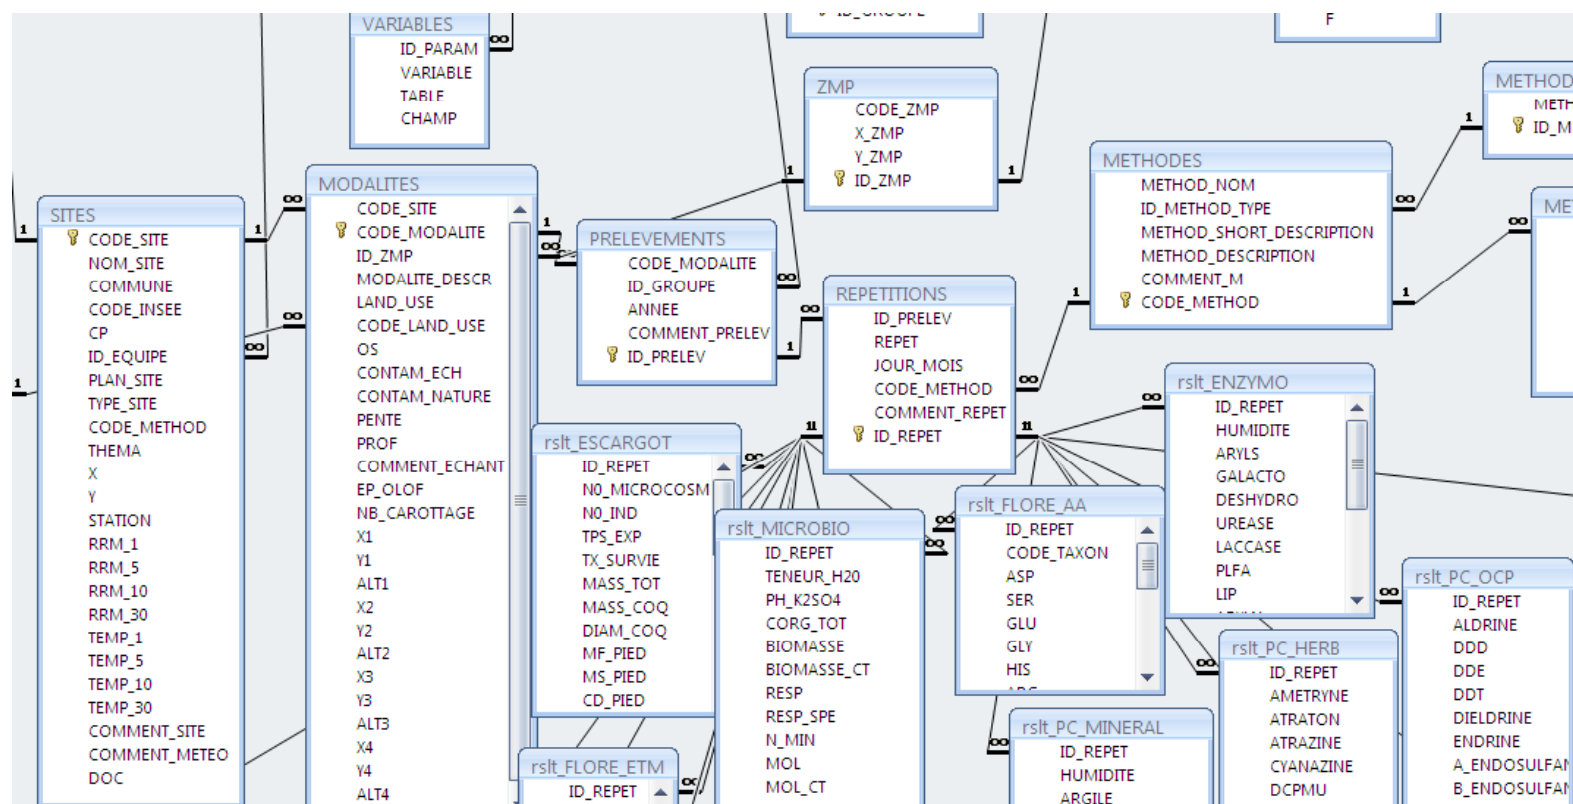 VARIABLES
ID_PARAM
VARIABLE
TABLE
CHAMP
SITES
CODE_SITE
NOM_SITE
COMMUNE
CODE_INSEE
CP
ID_EQUIPE
PLAN_SITE
TYPE_SITE
CODE_METHOD
THEMA
X
Y
STATION
RRM_1
RRM_5
RRM_10
RRM_30
TEMP_1
TEMP_5
TEMP_10
TEMP_30
COMMENT_SITE
COMMENT_METEO
DOC
MODALITES
CODE_SITE
CODE_MODALITE
ID_ZMP
MODALITE_DESCR
LAND_USE
CODE_LAND_USE
OS
CONTAM_ECH
CONTAM_NATURE
PENTE
PROF
COMMENT_ECHANT
EP_OLOF
NB_CAROTTAGE
X1
Y1
ALT1
X2
Y2
ALT2
X3
Y3
ALT3
X4
Y4
ALT4
ID_GROUPE
ZMP
CODE_ZMP
X_ZMP
Y_ZMP
ID_ZMP
PRELEVEMENTS
CODE_MODALITE
ID_GROUPE
ANNEE
COMMENT_PRELEV
ID_PRELEV
REPETITIONS
ID_PRELEV
REPET
JOUR_MOIS
CODE_METHOD
COMMENT_REPET
ID_REPET
F
METHOD
METH
ID_M
METHODES
METHOD_NOM
ID_METHOD_TYPE
METHOD_SHORT_DESCRIPTION
METHOD_DESCRIPTION
COMMENT_M
CODE_METHOD
ME
rslt_ESCARGOT
ID_REPET
N0_MICROCOSM
N0_IND
TPS_EXP
TX_SURVIE
MASS_TOT
MASS_COQ
DIAM_COQ
MF_PIED
MS_PIED
CD_PIED
rslt_FLORE_ETM
ID_REPET
rslt_MICROBIO
ID_REPET
TENEUR_H20
PH_K2SO4
CORG_TOT
BIOMASSE
BIOMASSE_CT
RESP
RESP_SPE
N_MIN
MOL
MOL_CT
rslt_FLORE_AA
ID_REPET
CODE_TAXON
ASP
SER
GLU
GLY
HIS
rslt_PC_MINERAL
ID_REPET
HUMIDITE
ARGILE
rslt_ENZYMO
ID_REPET
HUMIDITE
ARYLS
GALACTO
DESHYDRO
UREASE
LACCASE
PLFA
LIP
rslt_PC_HERB
ID_REPET
AMETRYNE
ATRATON
ATRAZINE
CYANAZINE
DCPMU
rslt_PC_OCP
ID_REPET
ALDRINE
DDD
DDE
DDT
DIELDRINE
ENDRINE
A_ENDOSULFAN
B_ENDOSULFAN